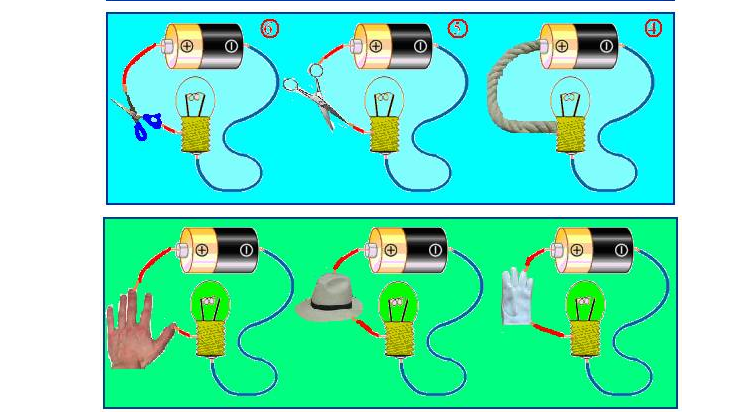 6 5 4
+ - + - + -
+ - + - + -